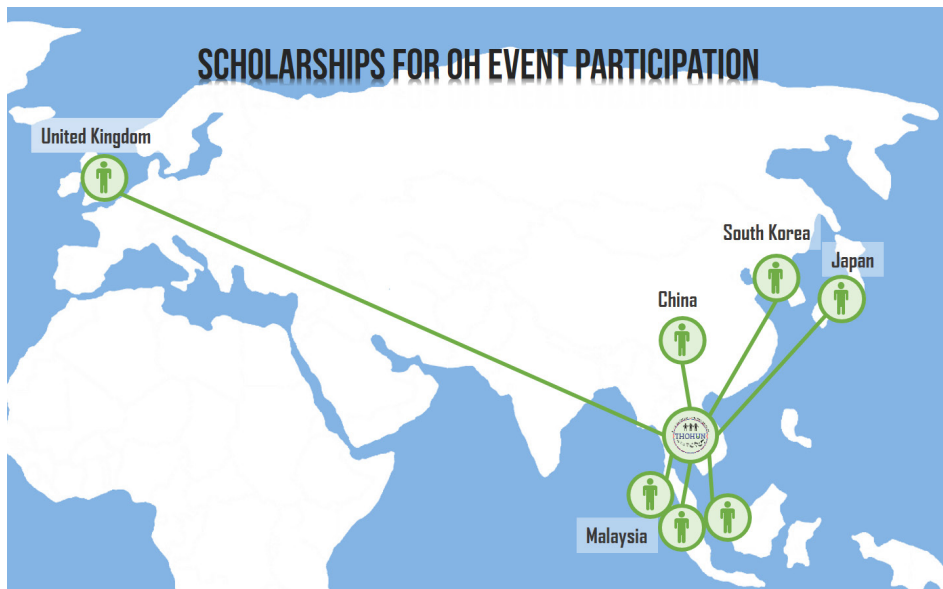 SCHOLARSHIPS FOR OH EVENT PARTICIPATION
United Kingdom
South Korea
Japan
China
THOHUN
Malaysia